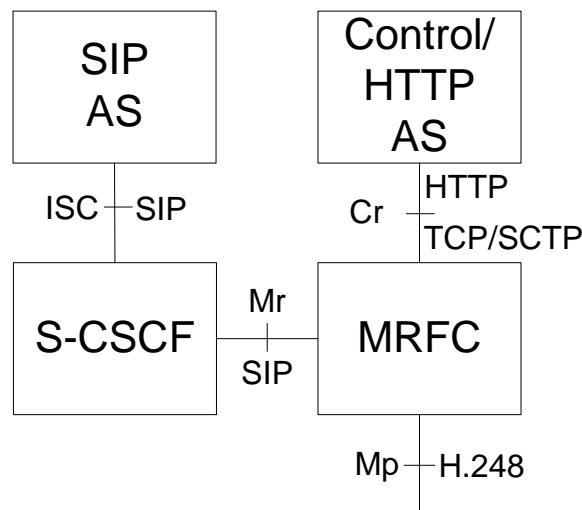 SIP
AS
Control/
HTTP
AS
ISC
SIP
HTTP
Cr
TCP/SCTP
S-CSCF
Mr
SIP
MRFC
Mp
H.248